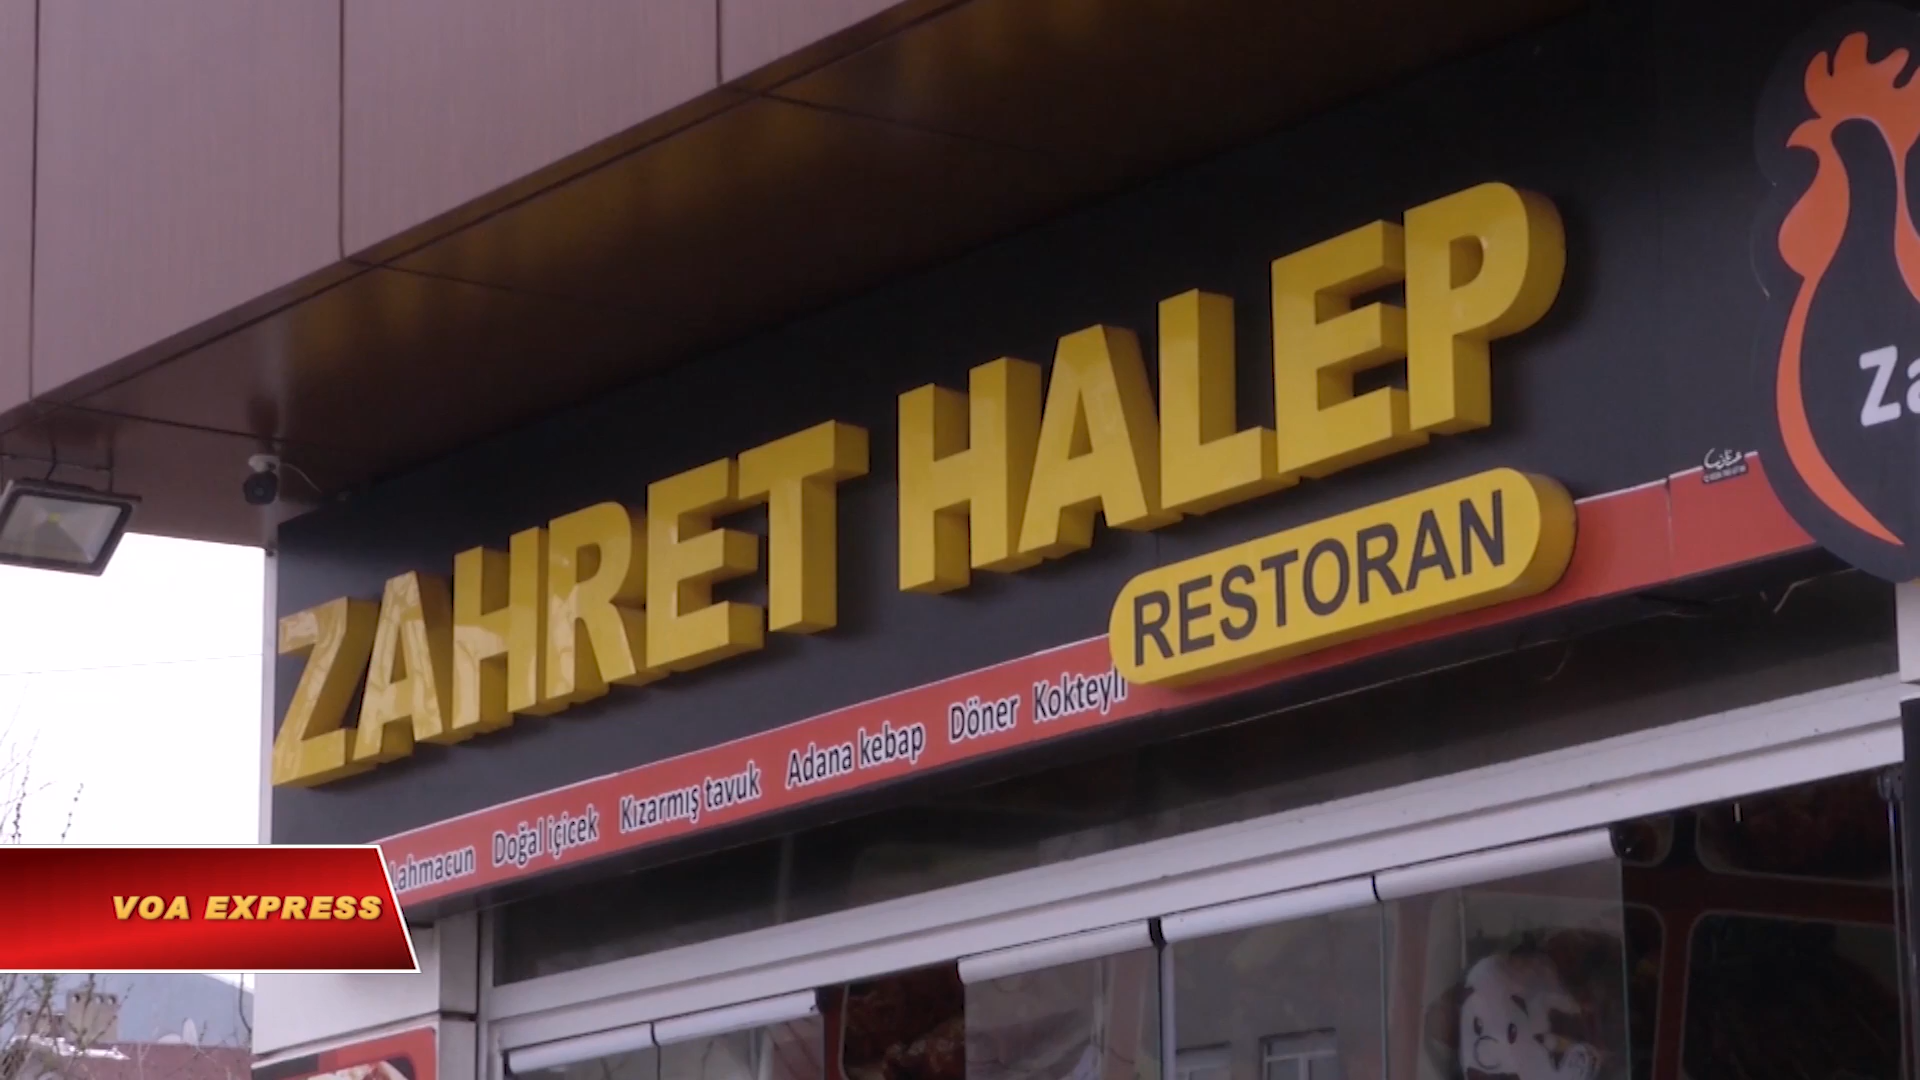 ZAHRET HALEP
RESTORAN
Lahmacun Doğal içicek Kızarmış tavuk Adana kebap Döner Kokteyli
Za
VOA EXPRESS